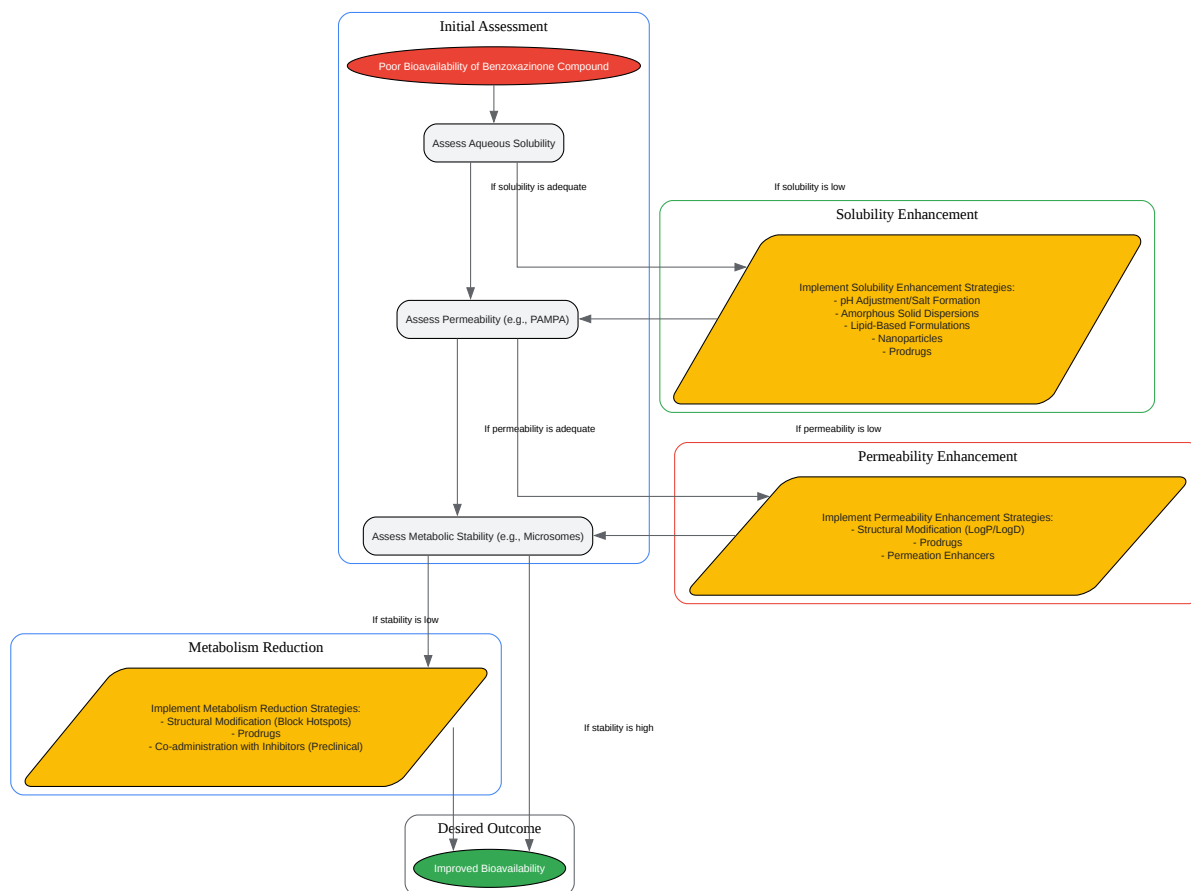 Initial Assessment
Poor Bioavailability of Benzoxazinone Compound
Assess Aqueous Solubility
If solubility is adequate
If solubility is low
Solubility Enhancement
Implement Solubility Enhancement Strategies:
- pH Adjustment/Salt Formation
- Amorphous Solid Dispersions
- Lipid-Based Formulations
- Nanoparticles
- Prodrugs
Assess Permeability (e.g., PAMPA)
If permeability is adequate
If permeability is low
Permeability Enhancement
Implement Permeability Enhancement Strategies:
- Structural Modification (LogP/LogD)
- Prodrugs
- Permeation Enhancers
Assess Metabolic Stability (e.g., Microsomes)
If stability is low
Metabolism Reduction
Implement Metabolism Reduction Strategies:
- Structural Modification (Block Hotspots)
- Prodrugs
- Co-administration with Inhibitors (Preclinical)
If stability is high
Desired Outcome
Improved Bioavailability